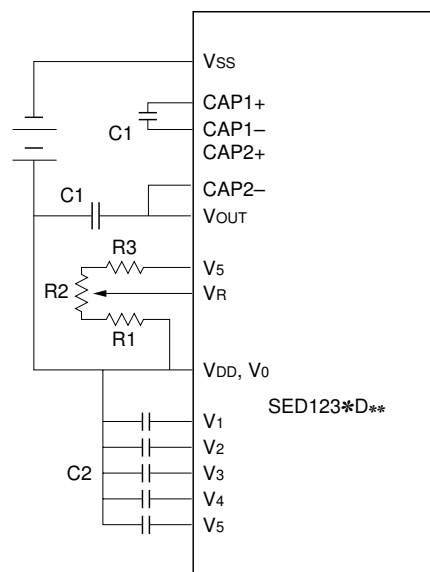 VSS
CAP1+
C1
CAP1–
CAP2+
C1
CAP2–
VOUT
R3
V5
R2
VR
R1
VDD, V0
SED123*D**
V1
V2
C2
V3
V4
V5